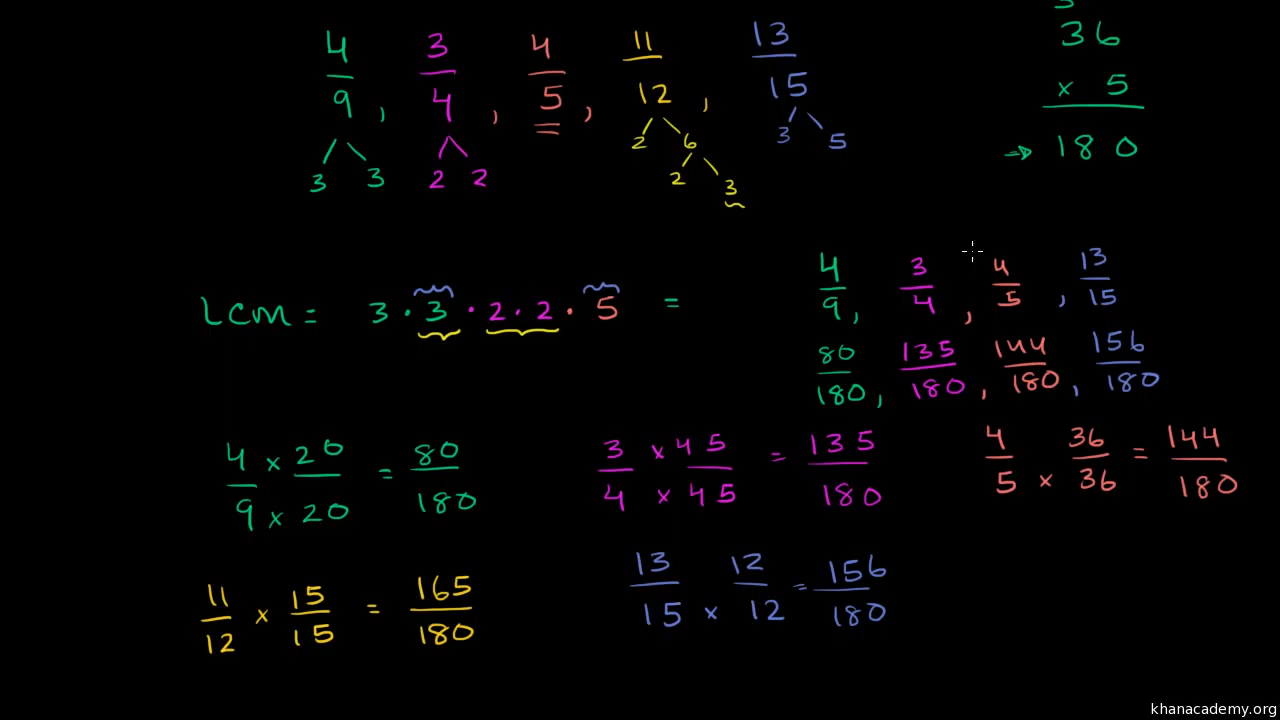 4/9, 3/4, 4/5, 11/12, 13/15
3 3 2 2 2 6 3 5
2 3
36
x 5
⇒ 180
LCM = 3 · 3 · 2 · 2 · 5 =
4/9, 3/4, 4/5, 13/15
80/180, 135/180, 144/180, 156/180
4/9 x 20/x 20 = 80/180
3/4 x 45/x 45 = 135/180
4/5 x 36/36 = 144/180
11/12 x 15/15 = 165/180
13/15 x 12/12 = 156/180
khanacademy.org